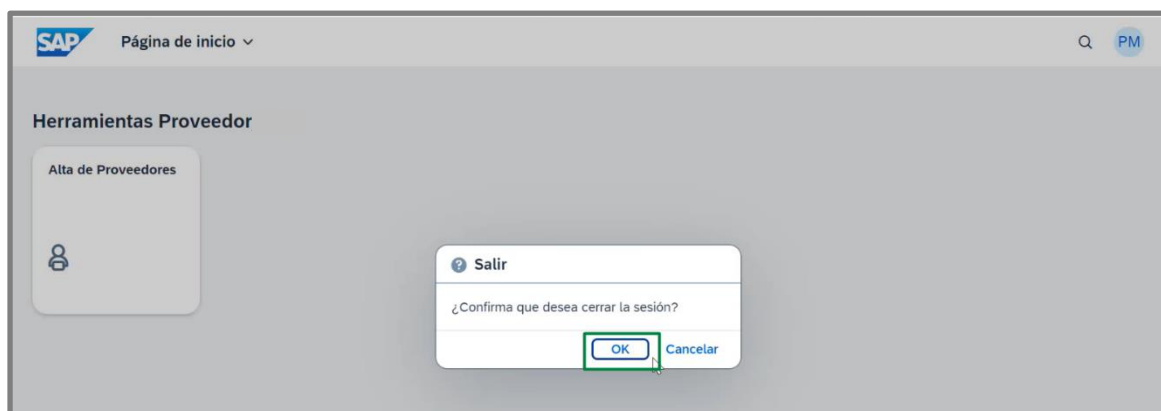 SAP Página de inicio PM
Herramientas Proveedor
Alta de Proveedores
Salir
¿Confirma que desea cerrar la sesión?
OK Cancelar